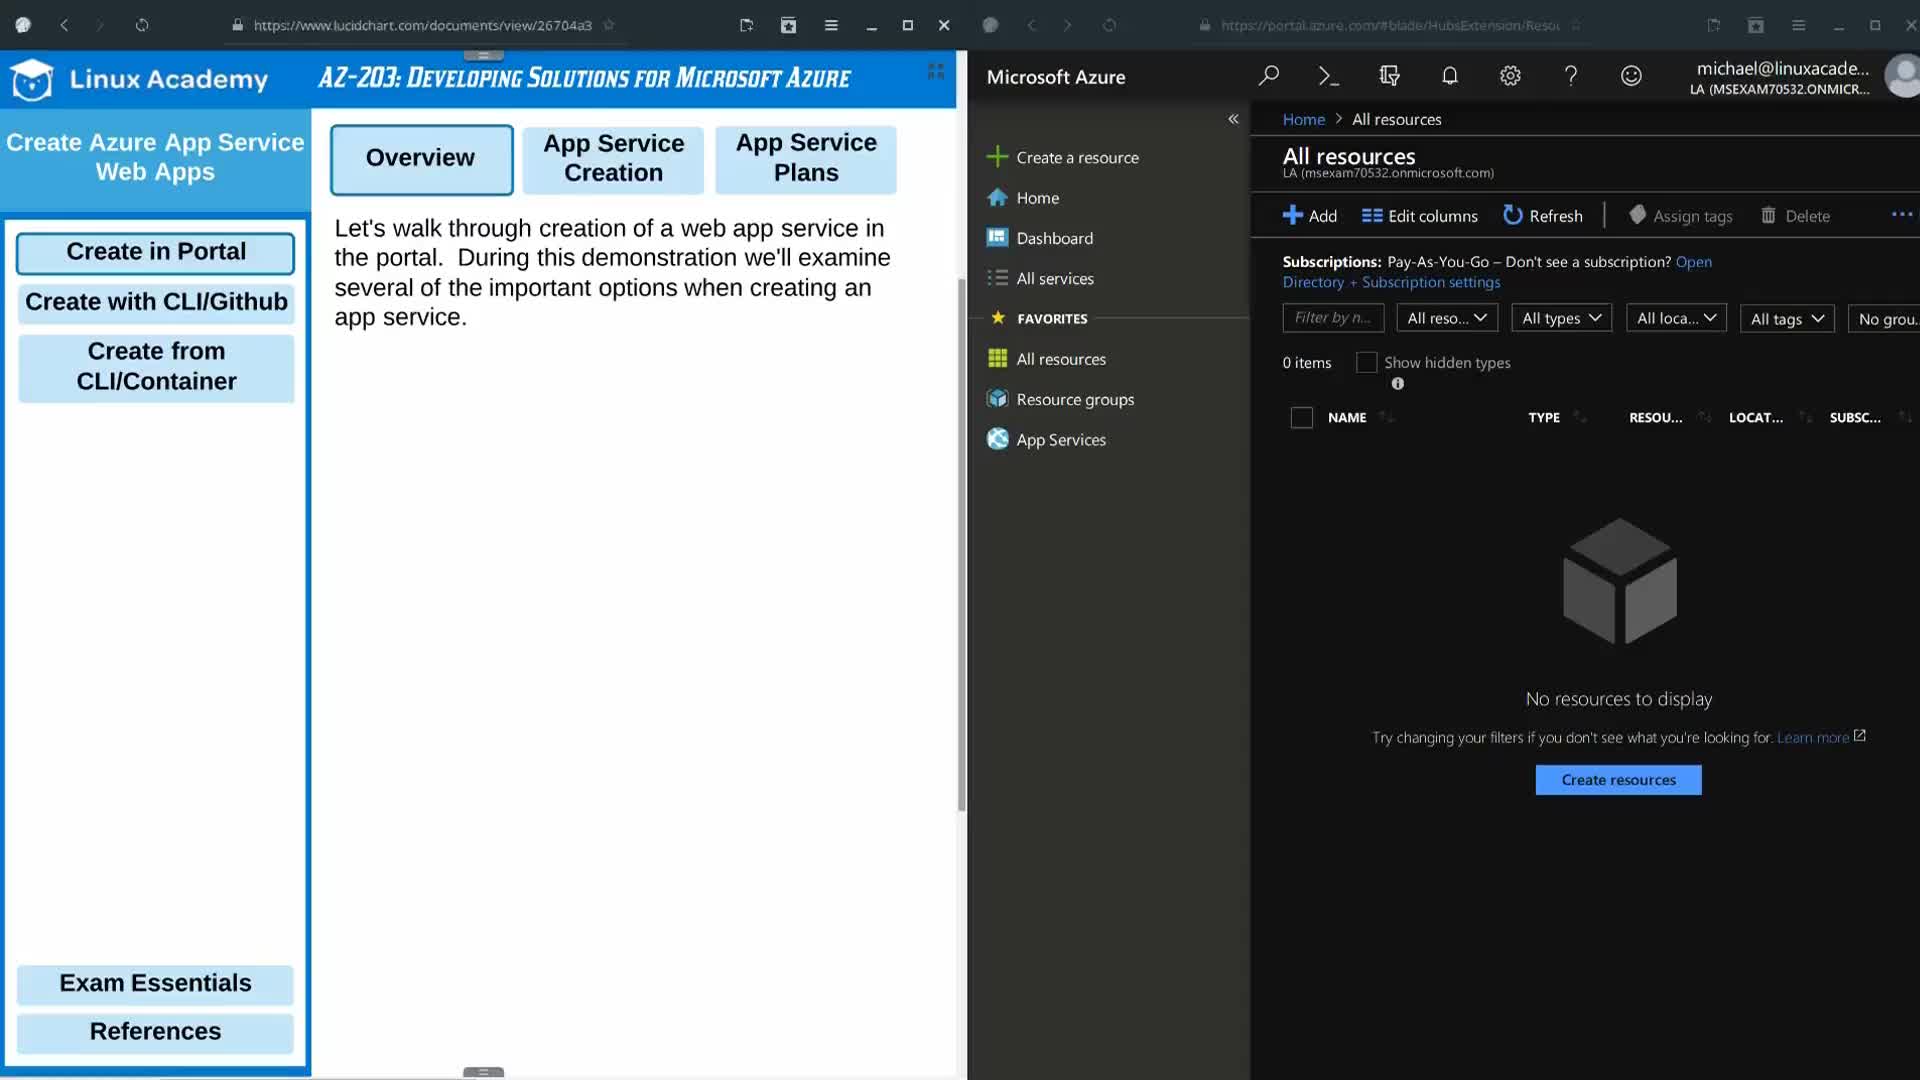 https://www.lucidchart.com/documents/view/26704a3
https://portal.azure.com/#blade/HubsExtension/Resou
Linux Academy
AZ-203: Developing Solutions for Microsoft Azure
Create Azure App Service
Web Apps
Create in Portal
Create with CLI/Github
Create from
CLI/Container
Exam Essentials
References
Overview
App Service
Creation
App Service
Plans
Let's walk through creation of a web app service in
the portal.  During this demonstration we'll examine
several of the important options when creating an
app service.
Microsoft Azure
michael@linuxacade...
LA (MSEXAM70532.ONMICR...
Create a resource
Home
Dashboard
All services
FAVORITES
All resources
Resource groups
App Services
Home > All resources
All resources
LA (msexam70532.onmicrosoft.com)
Add
Edit columns
Refresh
Assign tags
Delete
Subscriptions: Pay-As-You-Go – Don't see a subscription? Open
Directory + Subscription settings
Filter by n...
All reso...
All types
All loca...
All tags
No grou...
0 items
Show hidden types
NAME
TYPE
RESOU...
LOCAT...
SUBSC...
No resources to display
Try changing your filters if you don't see what you're looking for. Learn more
Create resources